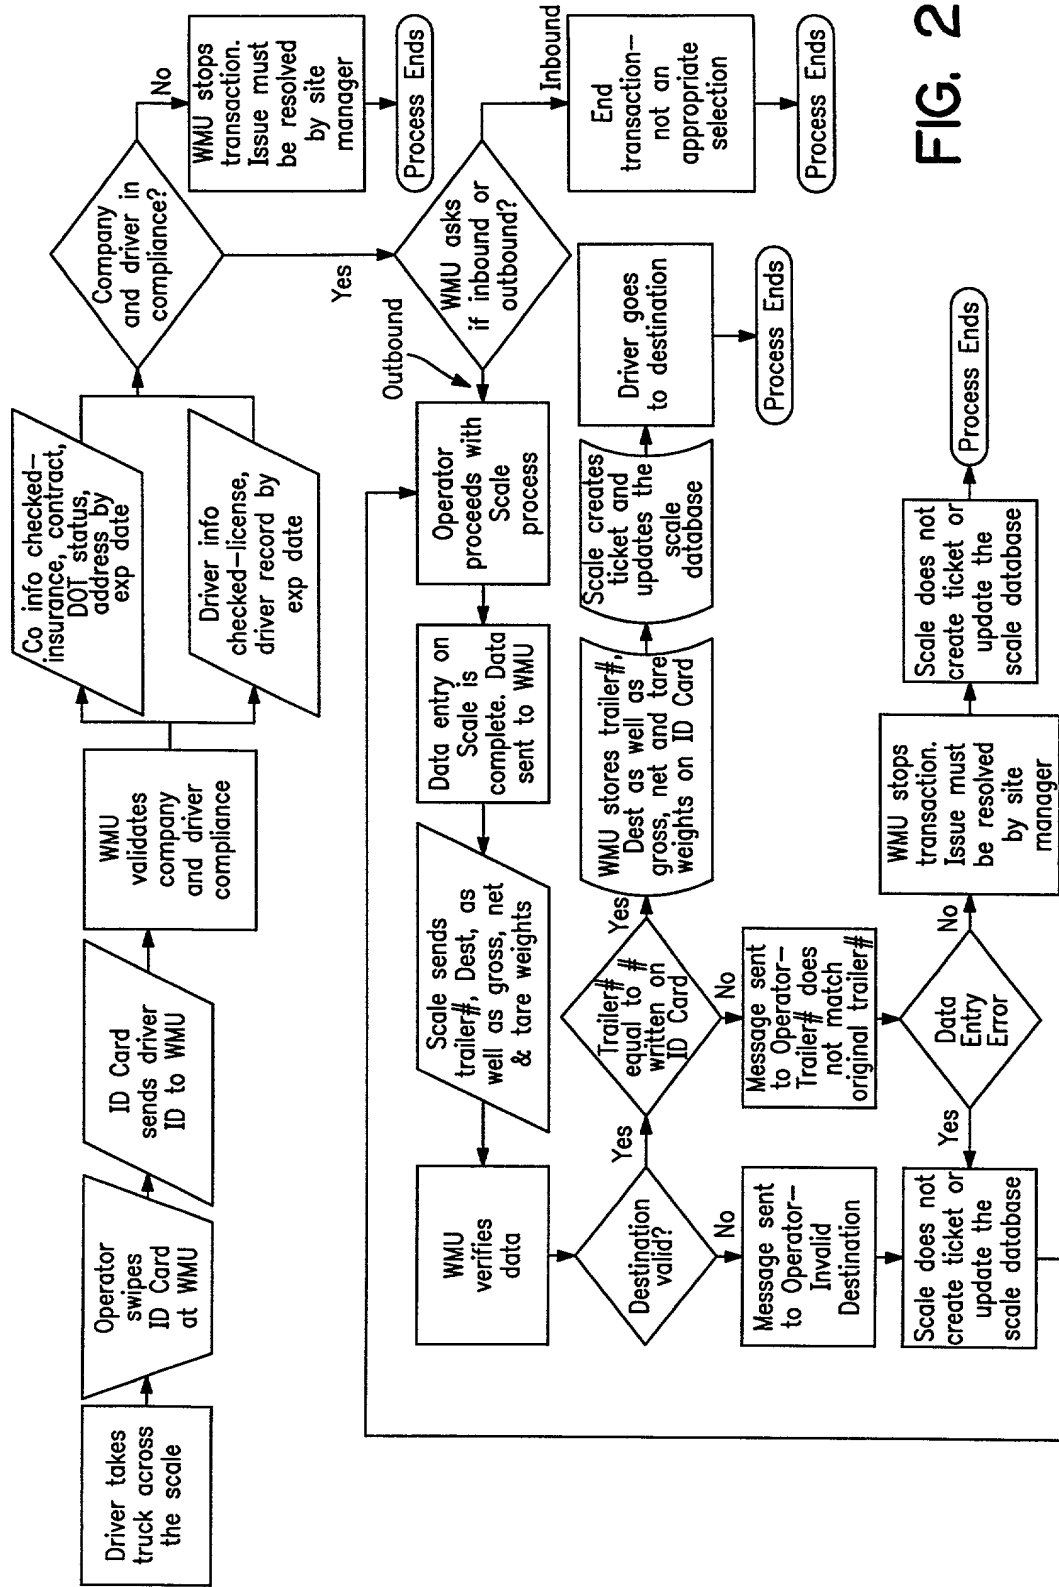 Driver takes
truck across
the scale
Operator
swipes
ID Card
at WMU
ID Card
sends driver
ID to WMU
WMU
validates
company
and driver
compliance
Co info checked—
insurance, contract,
DOT status,
address by
exp date
Driver info
checked—license,
driver record by
exp date
Company
and driver in
compliance?
No
WMU stops
transaction.
Issue must
be resolved
by site
manager
Process Ends
Yes
WMU asks
if inbound or
outbound?
Inbound
End
transaction—
not an
appropriate
selection
Process Ends
Outbound
Operator
proceeds with
Scale
process
Data entry on
Scale is
complete. Data
sent to WMU
Scale sends
trailer#, Dest, as
well as gross, net
& tare weights
WMU
verifies
data
Destination
valid?
Yes
No
Message sent
to Operator—
Invalid
Destination
Scale does not
create ticket or
update the
scale database
Trailer#
equal to #
written on
ID Card
Yes
No
WMU stores trailer#,
Dest as well as
gross, net and tare
weights on ID Card
Scale creates
ticket and
updates the
scale
database
Driver goes
to destination
Process Ends
Message sent
to Operator—
Trailer# does
not match
original trailer#
Data
Entry
Error
Yes
No
WMU stops
transaction.
Issue must
be resolved
by site
manager
Scale does not
create ticket or
update the
scale database
Process Ends
FIG. 2